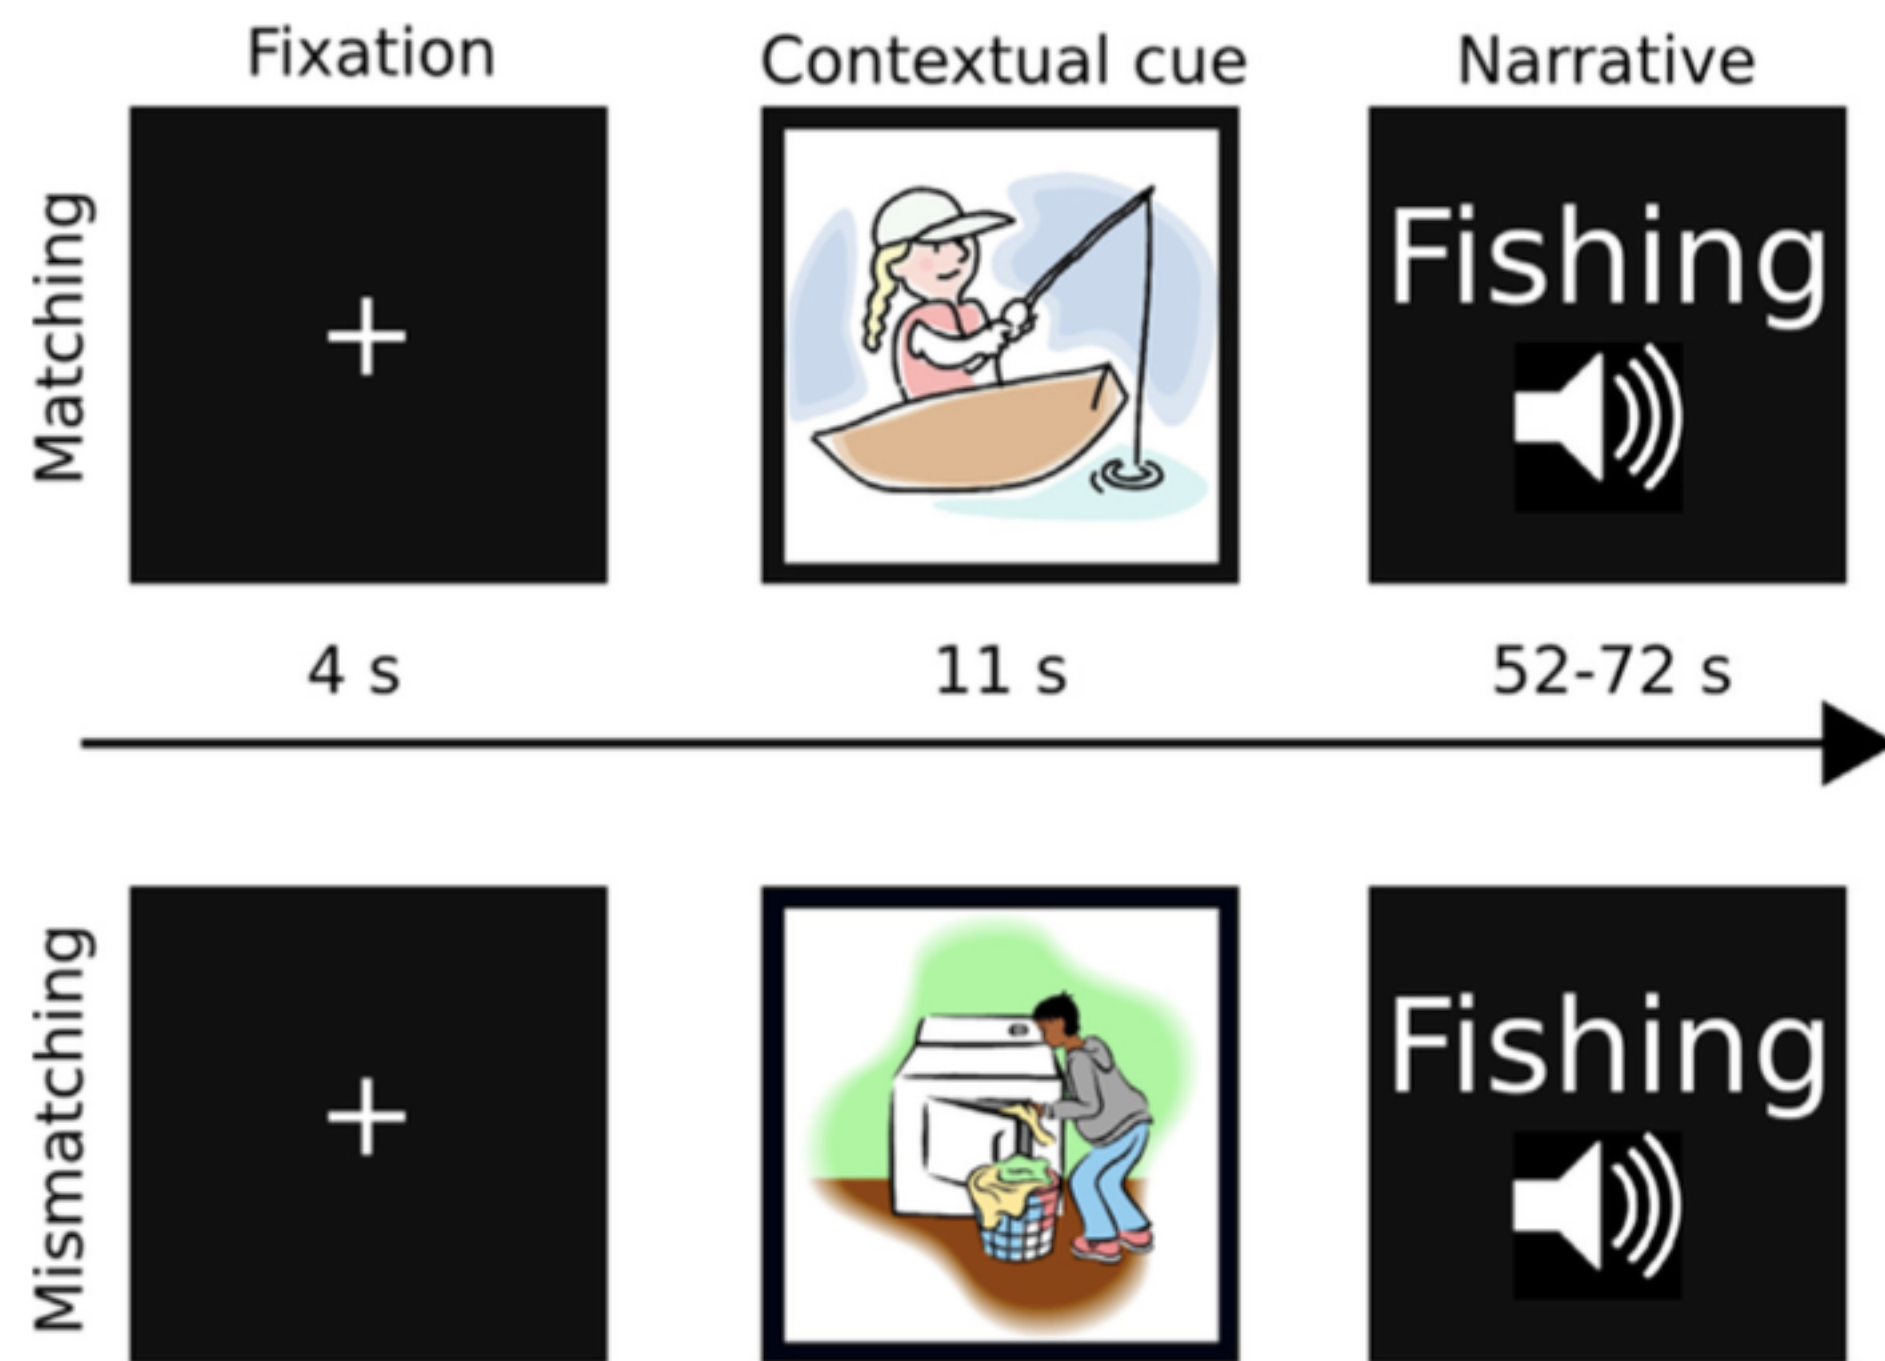 Fixation
Contextual cue
Narrative
Matching
+
Fishing
4 s
11 s
52-72 s
Mismatching
+
Fishing